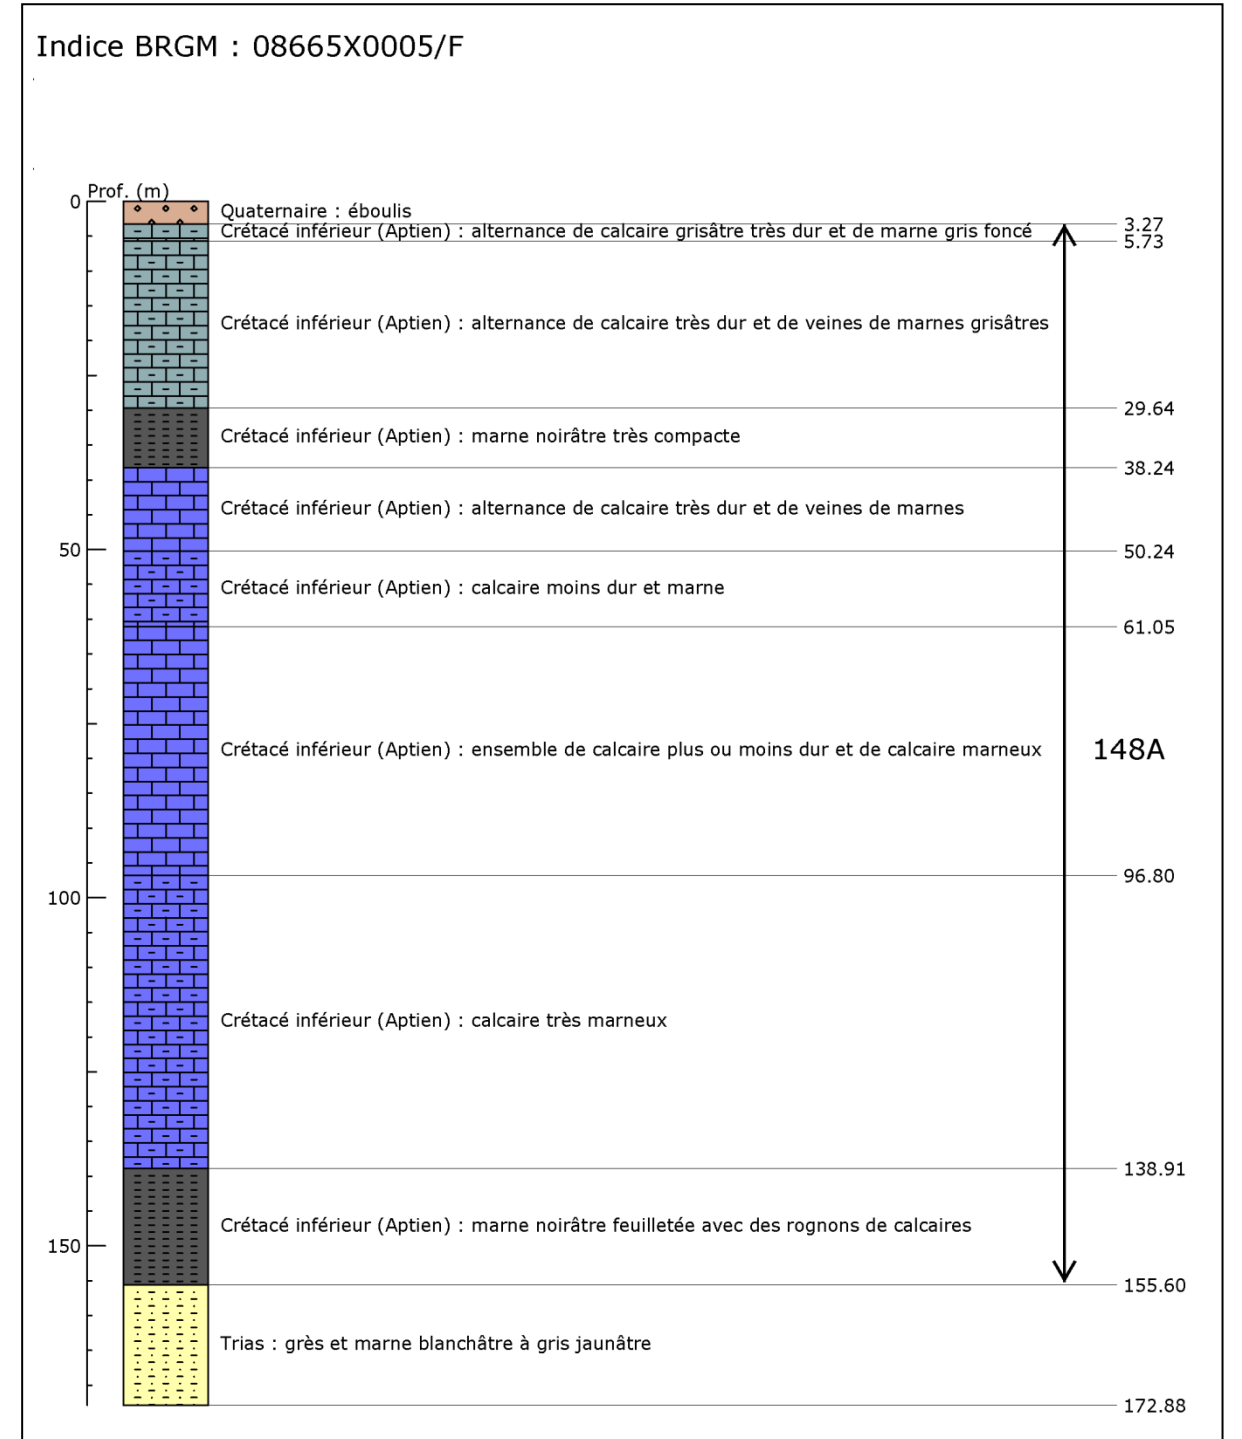 Indice BRGM : 08665X0005/F
Prof. (m)
0
Quaternaire : éboulis
3.27
Crétacé inférieur (Aptien) : alternance de calcaire grisâtre très dur et de marne gris foncé
5.73
Crétacé inférieur (Aptien) : alternance de calcaire très dur et de veines de marnes grisâtres
29.64
Crétacé inférieur (Aptien) : marne noirâtre très compacte
38.24
Crétacé inférieur (Aptien) : alternance de calcaire très dur et de veines de marnes
50
50.24
Crétacé inférieur (Aptien) : calcaire moins dur et marne
61.05
Crétacé inférieur (Aptien) : ensemble de calcaire plus ou moins dur et de calcaire marneux
148A
96.80
100
Crétacé inférieur (Aptien) : calcaire très marneux
138.91
Crétacé inférieur (Aptien) : marne noirâtre feuilletée avec des rognons de calcaires
150
155.60
Trias : grès et marne blanchâtre à gris jaunâtre
172.88